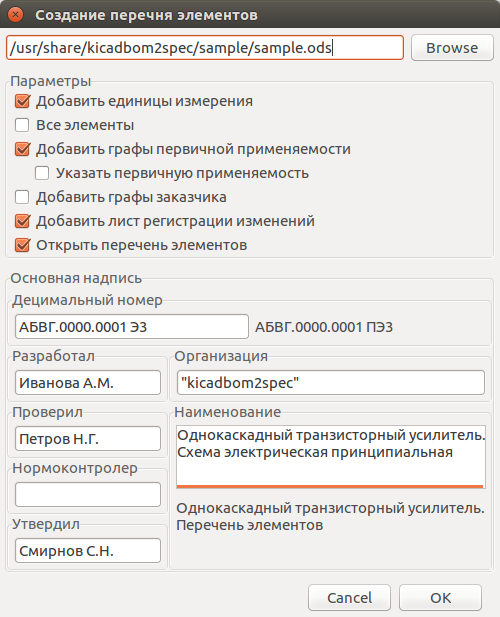 Создание перечня элементов
/usr/share/kicadbom2spec/sample/sample.ods
Browse
Параметры
Добавить единицы измерения
Все элементы
Добавить графы первичной применяемости
Указать первичную применяемость
Добавить графы заказчика
Добавить лист регистрации изменений
Открыть перечень элементов
Основная надпись
Децимальный номер
АБВГ.0000.0001 Э3
АБВГ.0000.0001 ПЭ3
Разработал
Иванова А.М.
Организация
"kicadbom2spec"
Проверил
Петров Н.Г.
Наименование
Однокаскадный транзисторный усилитель.
Схема электрическая принципиальная
Нормоконтролер
Однокаскадный транзисторный усилитель.
Перечень элементов
Утвердил
Смирнов С.Н.
Cancel
OK